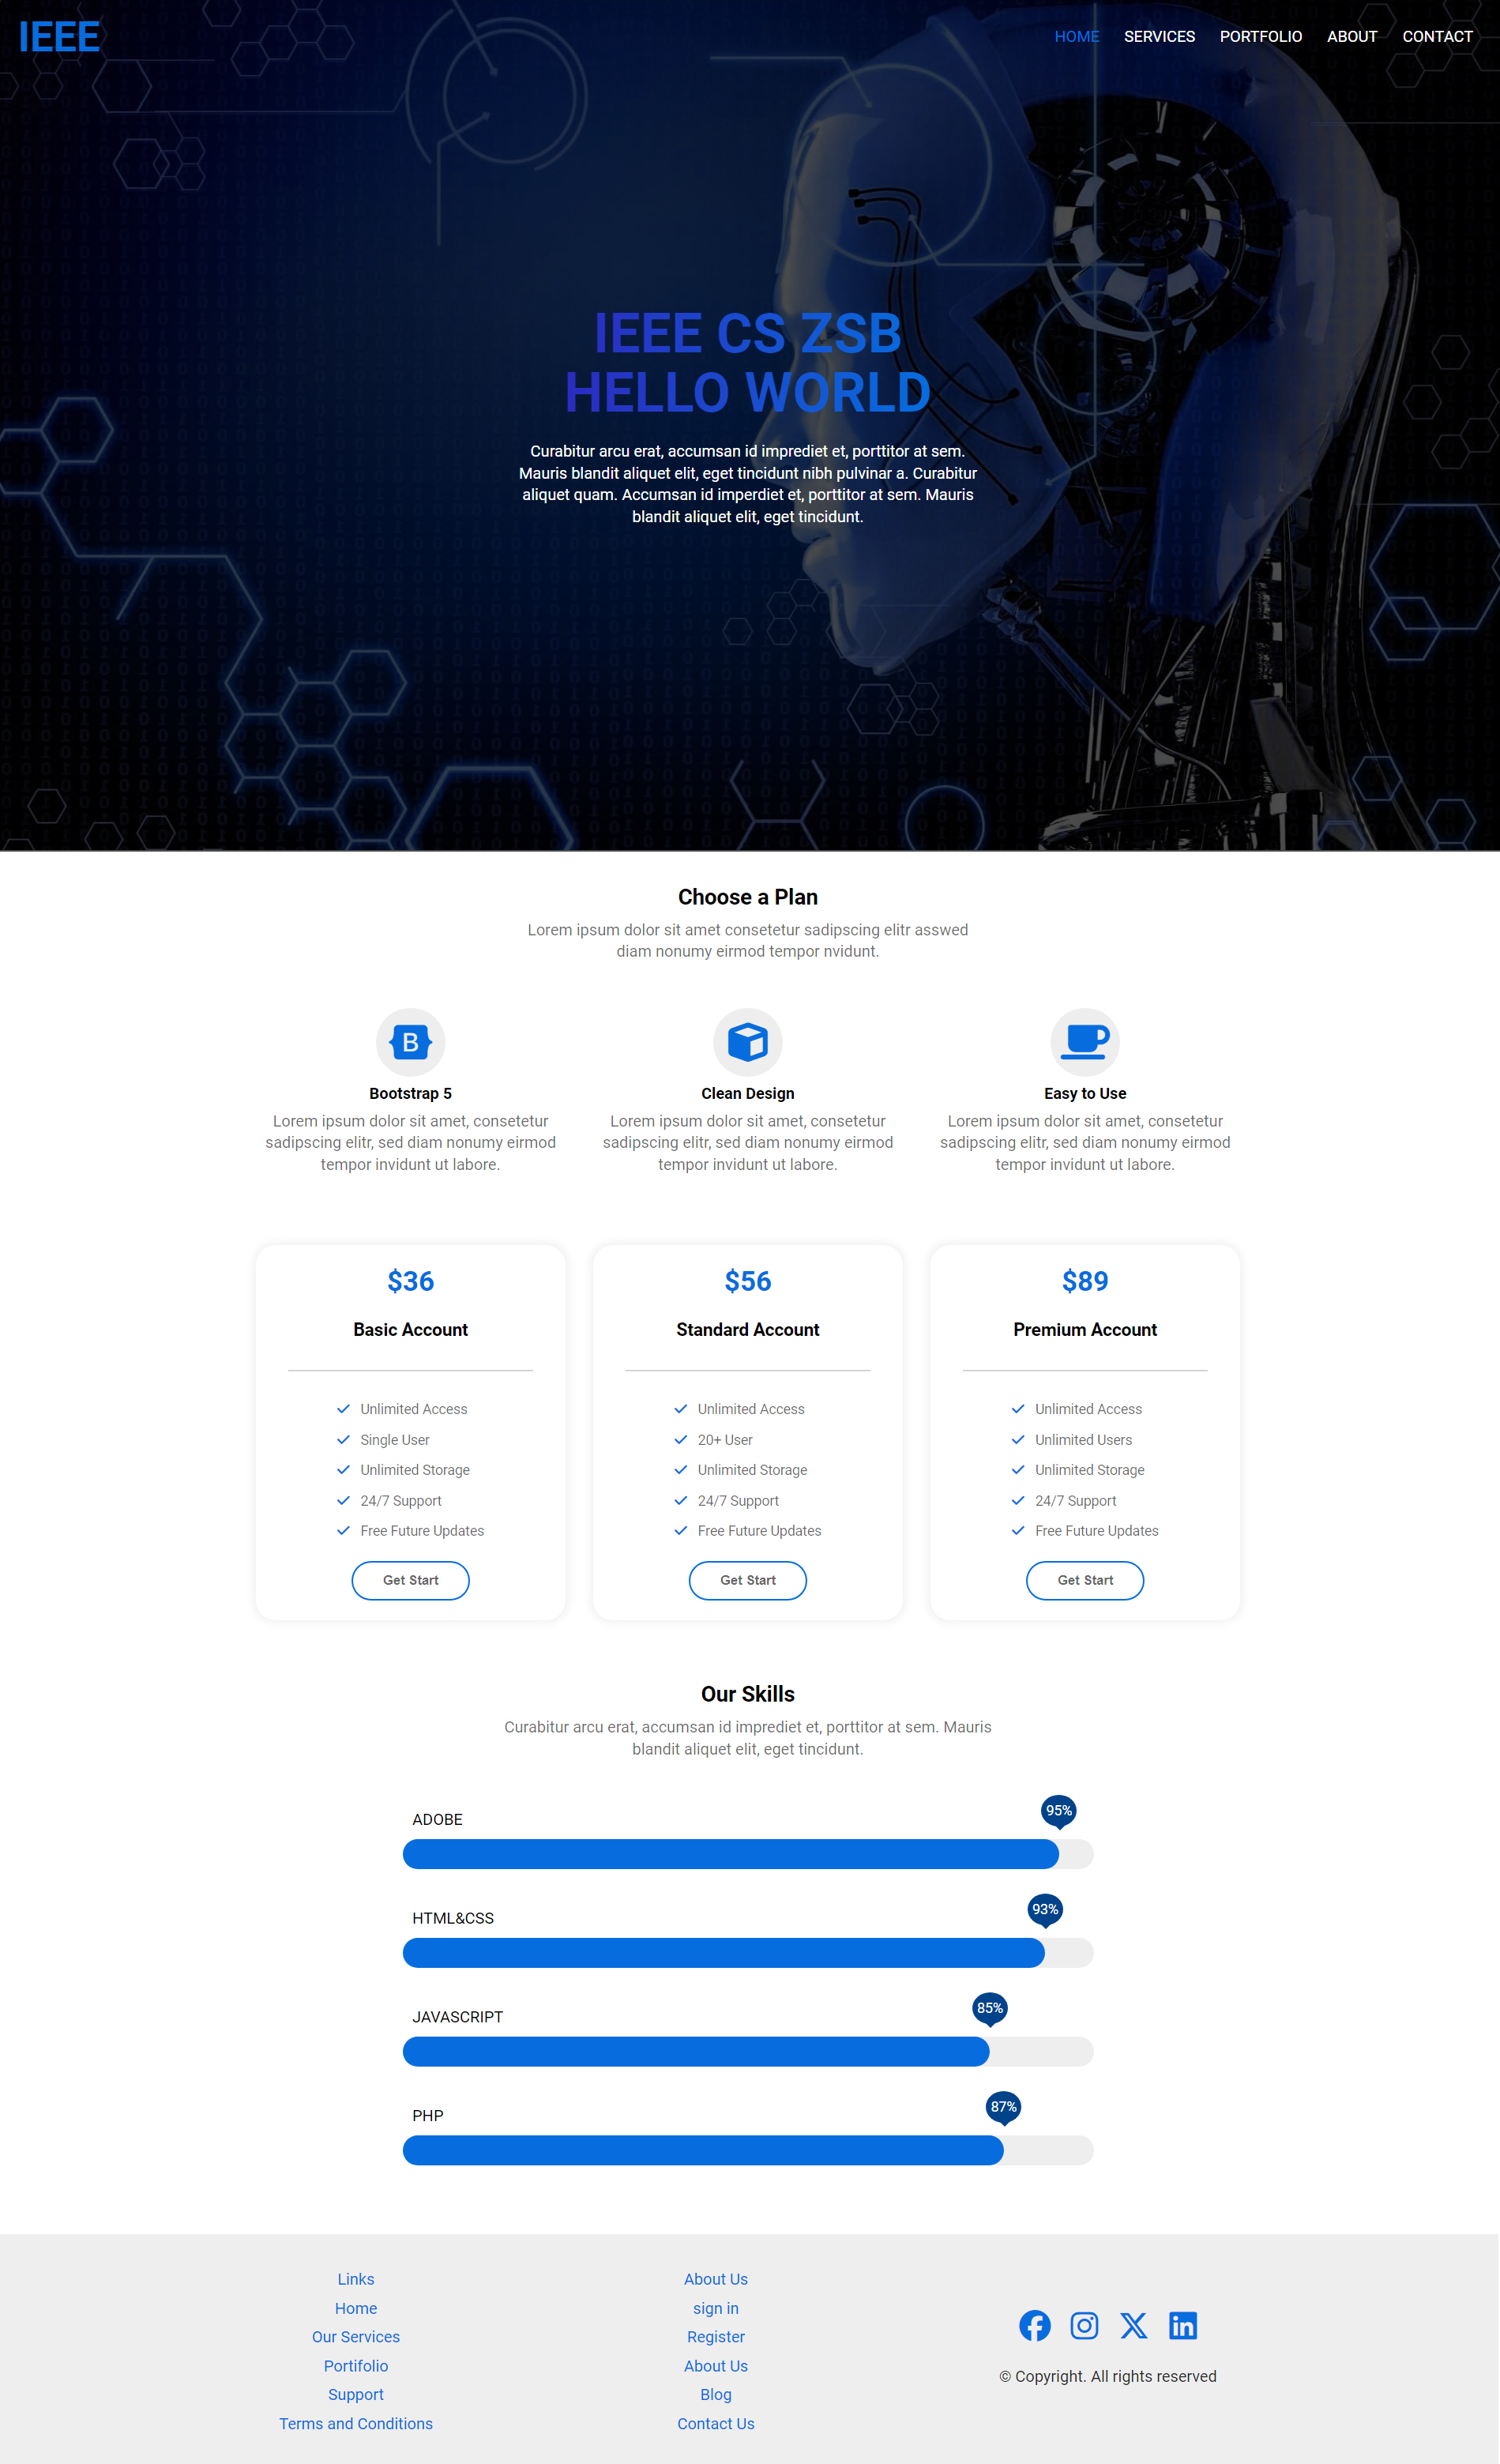 IEEE
HOME SERVICES PORTFOLIO ABOUT CONTACT
IEEE CS ZSB
HELLO WORLD
Curabitur arcu erat, accumsan id imprediet et, porttitor at sem.
Mauris blandit aliquet elit, eget tincidunt nibh pulvinar a. Curabitur
aliquet quam. Accumsan id imperdiet et, porttitor at sem. Mauris
blandit aliquet elit, eget tincidunt.
Choose a Plan
Lorem ipsum dolor sit amet consetetur sadipscing elitr asswed
diam nonumy eirmod tempor nvidunt.
B
Bootstrap 5
Lorem ipsum dolor sit amet, consetetur
sadipscing elitr, sed diam nonumy eirmod
tempor invidunt ut labore.
Clean Design
Lorem ipsum dolor sit amet, consetetur
sadipscing elitr, sed diam nonumy eirmod
tempor invidunt ut labore.
Easy to Use
Lorem ipsum dolor sit amet, consetetur
sadipscing elitr, sed diam nonumy eirmod
tempor invidunt ut labore.
$36
Basic Account
Unlimited Access
Single User
Unlimited Storage
24/7 Support
Free Future Updates
Get Start
$56
Standard Account
Unlimited Access
20+ User
Unlimited Storage
24/7 Support
Free Future Updates
Get Start
$89
Premium Account
Unlimited Access
Unlimited Users
Unlimited Storage
24/7 Support
Free Future Updates
Get Start
Our Skills
Curabitur arcu erat, accumsan id imprediet et, porttitor at sem. Mauris
blandit aliquet elit, eget tincidunt.
ADOBE
95%
HTML&CSS
93%
JAVASCRIPT
85%
PHP
87%
Links
Home
Our Services
Portifolio
Support
Terms and Conditions
About Us
sign in
Register
About Us
Blog
Contact Us
© Copyright. All rights reserved